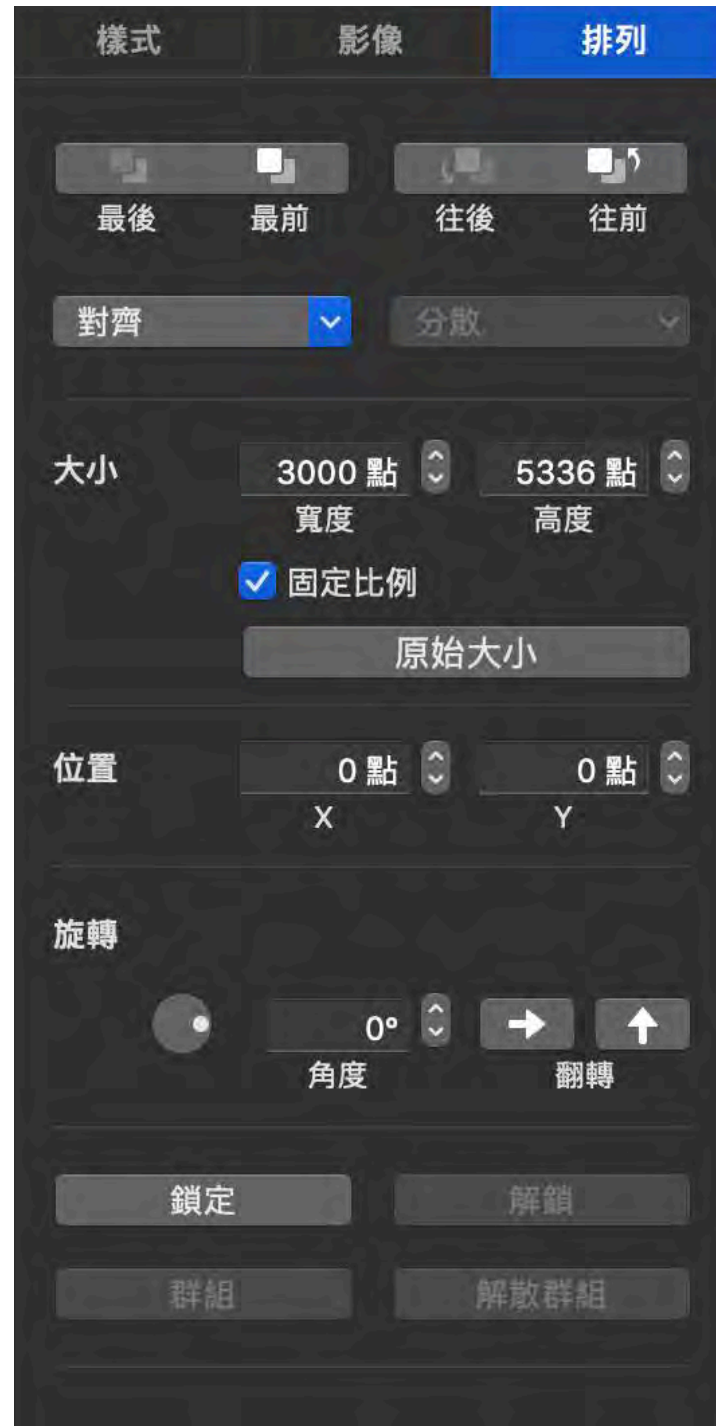 樣式 影像 排列
最後 最前 往後 往前
對齊 分散
大小 3000 點 5336 點
寬度 高度
固定比例
原始大小
位置 0 點 0 點
X Y
旋轉
0°
角度 翻轉
鎖定 解鎖
群組 解散群組